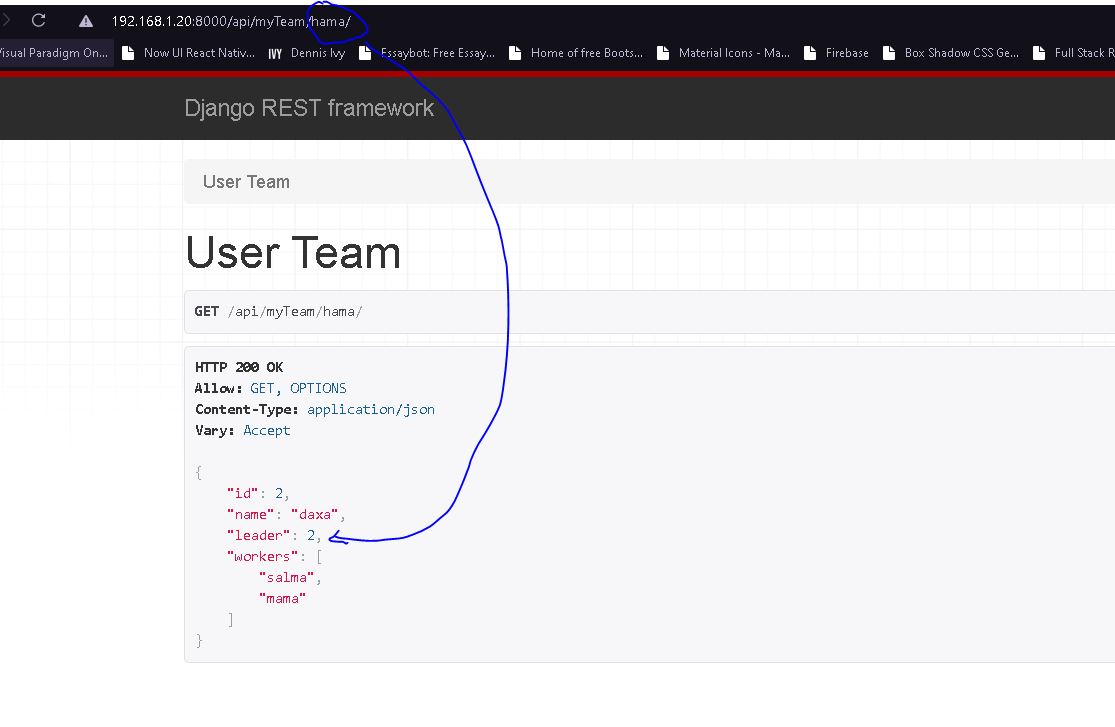 192.168.1.20:8000/api/myTeam/hama/
Visual Paradigm On... Now UI React Nativ... IVY Dennis Ivy Essaybot: Free Essay... Home of free Boots... Material Icons - Ma... Firebase Box Shadow CSS Ge... Full Stack R
Django REST framework
User Team
User Team
GET /api/myTeam/hama/
HTTP 200 OK
Allow: GET, OPTIONS
Content-Type: application/json
Vary: Accept
{
"id": 2,
"name": "daxa",
"leader": 2,
"workers": [
"salma",
"mama"
]
}